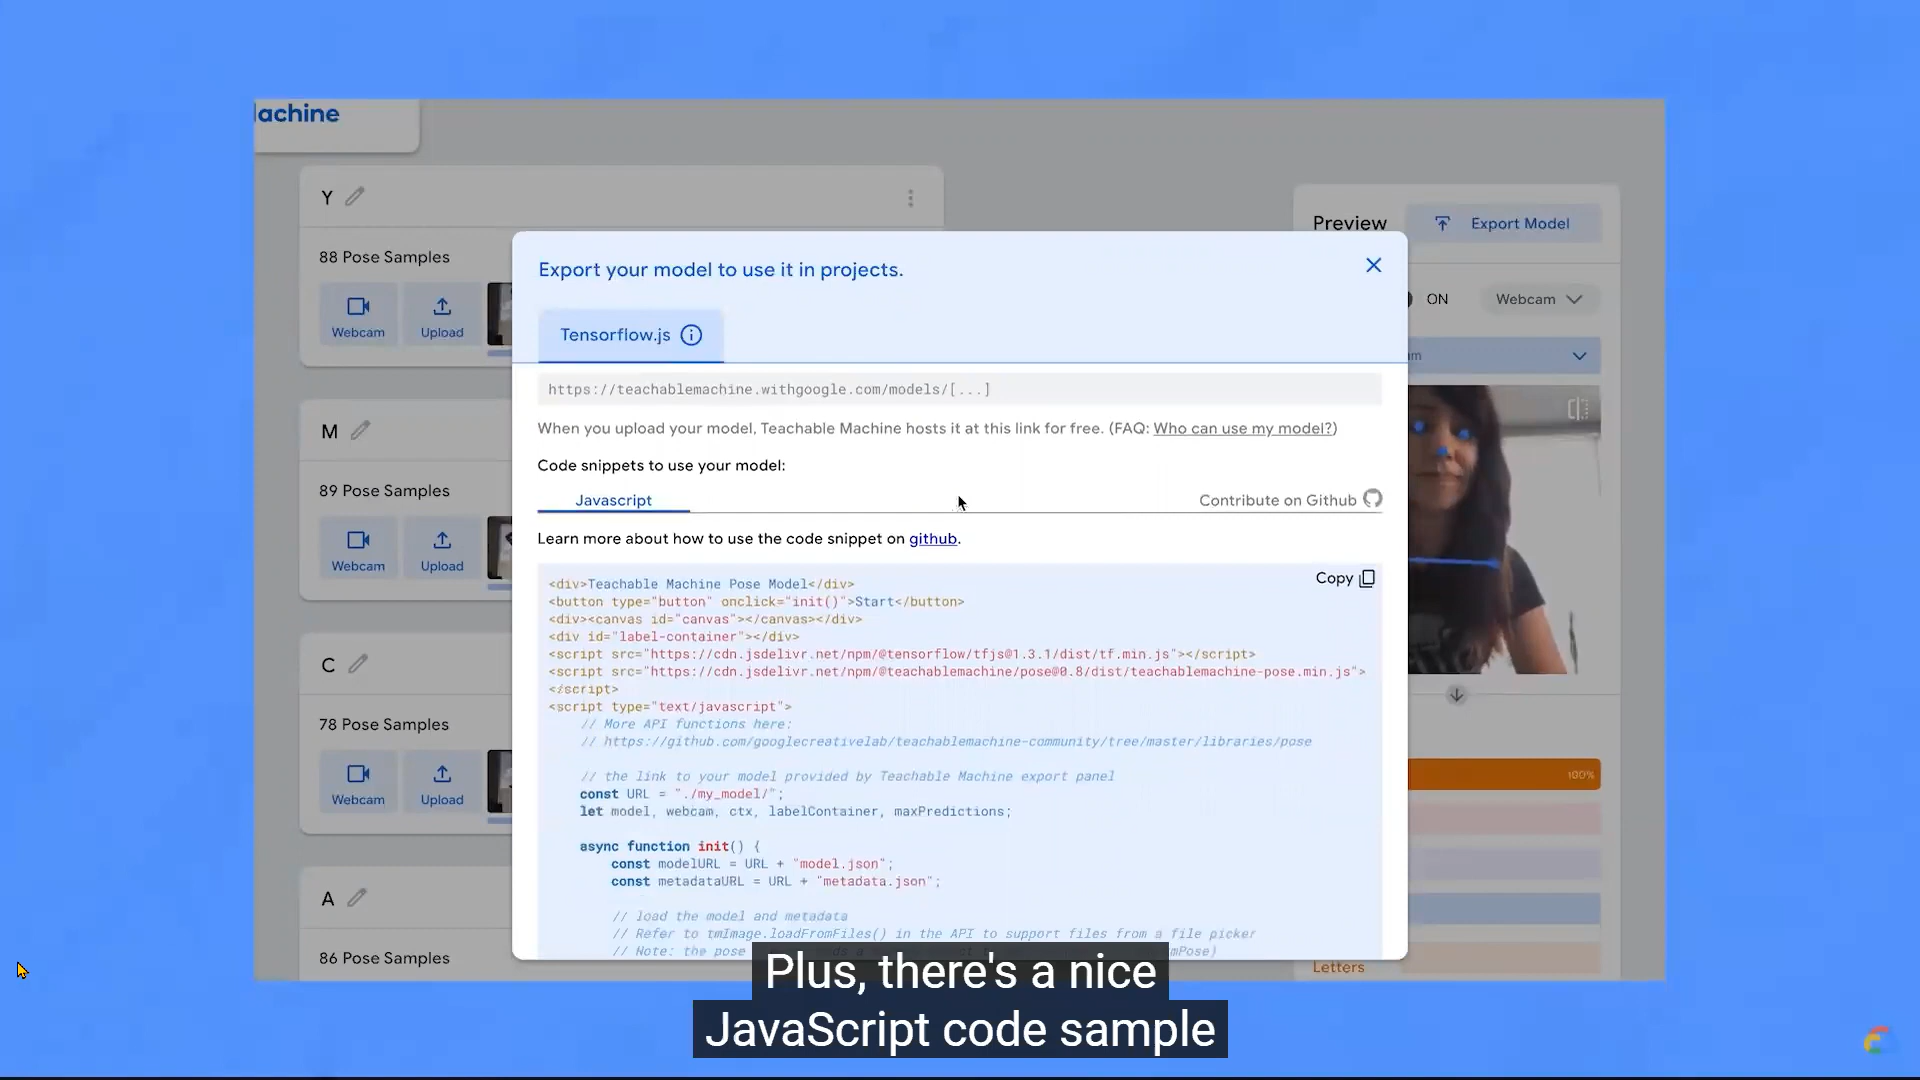 achine
Y
88 Pose Samples
Webcam
Upload
M
89 Pose Samples
Webcam
Upload
C
78 Pose Samples
Webcam
Upload
A
86 Pose Samples
Preview
Export Model
ON
Webcam
100%
Letters
Export your model to use it in projects.
Tensorflow.js
https://teachablemachine.withgoogle.com/models/[...]
When you upload your model, Teachable Machine hosts it at this link for free. (FAQ: Who can use my model?)
Code snippets to use your model:
Javascript
Contribute on Github
Learn more about how to use the code snippet on github.
Copy
<div>Teachable Machine Pose Model</div>
<button type="button" onclick="init()">Start</button>
<div><canvas id="canvas"></canvas></div>
<div id="label-container"></div>
<script src="https://cdn.jsdelivr.net/npm/@tensorflow/tfjs@1.3.1/dist/tf.min.js"></script>
<script src="https://cdn.jsdelivr.net/npm/@teachablemachine/pose@0.8/dist/teachablemachine-pose.min.js">
</script>
<script type="text/javascript">
// More API functions here:
// https://github.com/googlecreativelab/teachablemachine-community/tree/master/libraries/pose
// the link to your model provided by Teachable Machine export panel
const URL = "./my_model/";
let model, webcam, ctx, labelContainer, maxPredictions;
async function init() {
const modelURL = URL + "model.json";
const metadataURL = URL + "metadata.json";
// load the model and metadata
// Refer to tmImage.loadFromFiles() in the API to support files from a file picker
// Note: the pose
Plus, there's a nice
JavaScript code sample